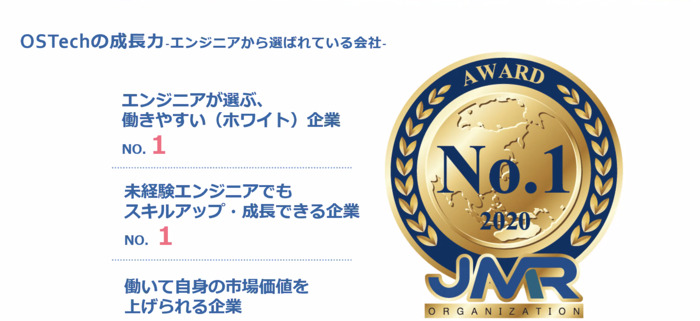 OSTechの成長力-エンジニアから選ばれている会社-
エンジニアが選ぶ、
働きやすい（ホワイト）企業
NO. 1
未経験エンジニアでも
スキルアップ・成長できる企業
NO. 1
働いて自身の市場価値を
上げられる企業
AWARD
No.1
2020
JMR
ORGANIZATION